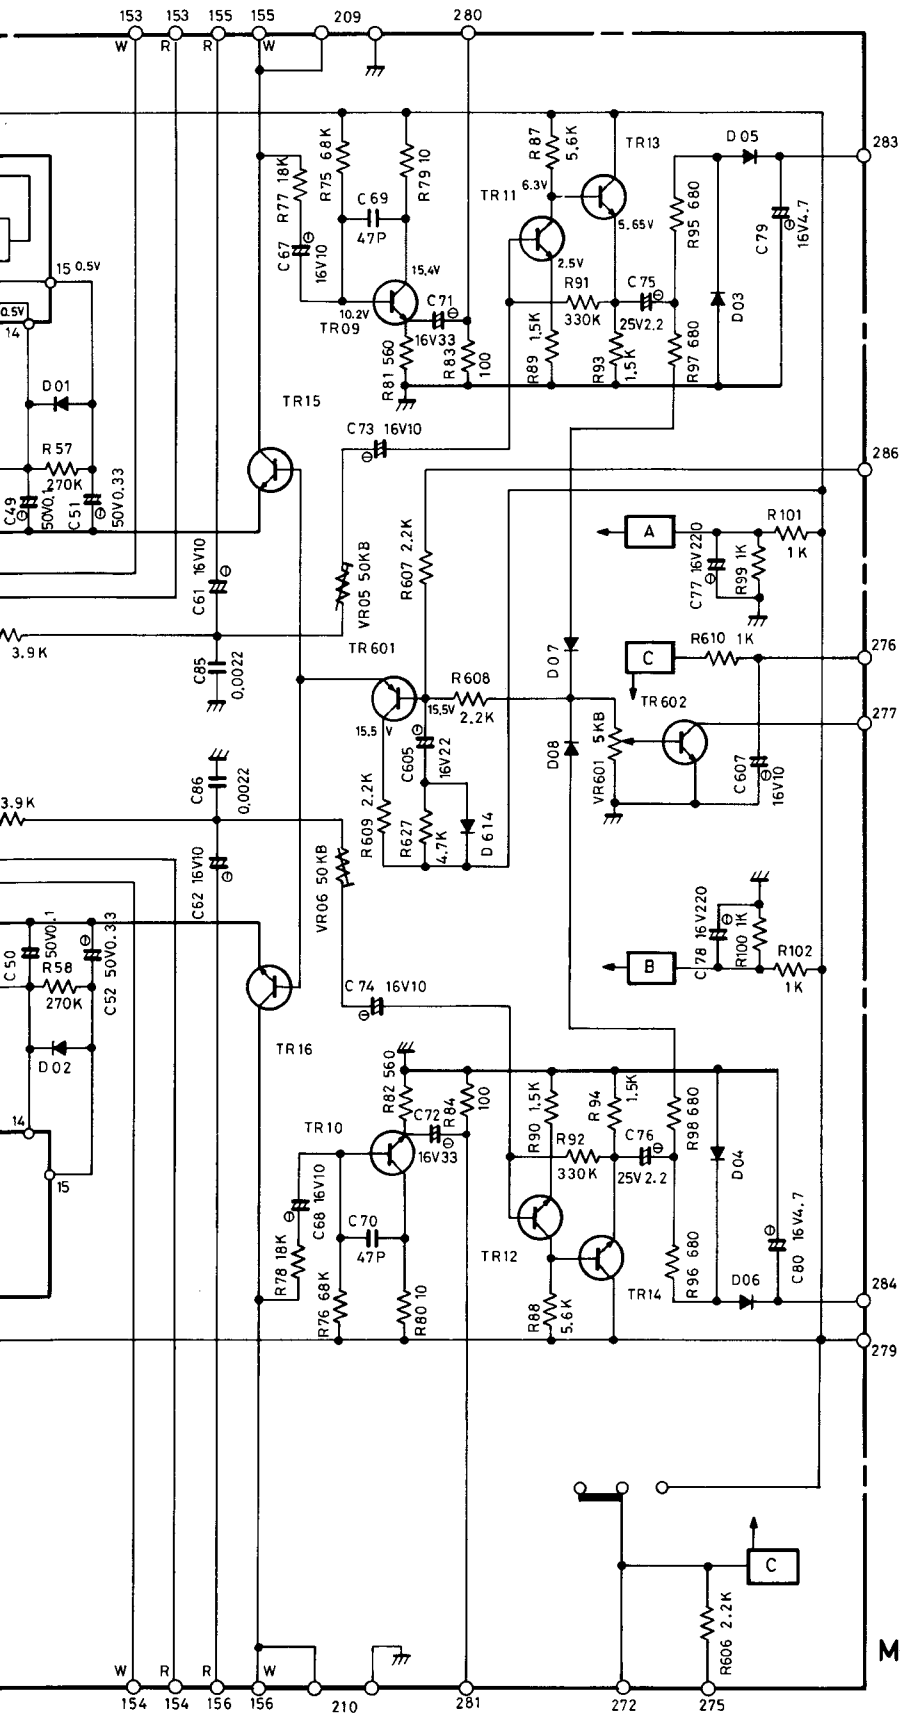 153 153 155 155 209 280
W R R W
283
R77 18K
R75 68K
R79 10
C69
47P
C67
16V10
15.4V
10.2V
TR09
C71
16V33
R81 560
R83
100
R87
5.6K
TR13
TR11
6.3V
5.65V
2.5V
R91
330K
R89 1.5K
R93
1.5K
C75
25V2.2
R95 680
R97 680
D05
D03
C79
16V4.7
15 0.5V
0.5V
14
D01
R57
270K
C49
50V0.1
C51
50V0.33
TR15
C73 16V10
286
C61 16V10
VR05 50KB
R607 2.2K
A
R101
1K
C77 16V220
R99 1K
3.9K
C85
0.0022
TR601
R608
2.2K
D07
C
R610 1K
276
TR602
277
15.5 V
15.5V
C605
16V22
D08
VR601 5KB
C607
16V10
C86
0.0022
3.9K
R609 2.2K
R627
4.7K
D614
C62 16V10
VR06 50KB
C78 16V220
R100 1K
B
R102
1K
C50
50V0.1
R58
270K
C52 50V0.33
D02
C74 16V10
TR16
14
15
R82 560
R84
100
C72
16V33
TR10
R90 1.5K
R92
330K
R94
1.5K
C76
25V2.2
R98 680
D04
C68 16V10
R78 18K
C70
47P
R76 68K
R80 10
TR12
R88
5.6K
TR14
R96 680
D06
C80 16V4.7
284
279
C
R606 2.2K
M
W R R W
154 154 156 156 210 281 272 275